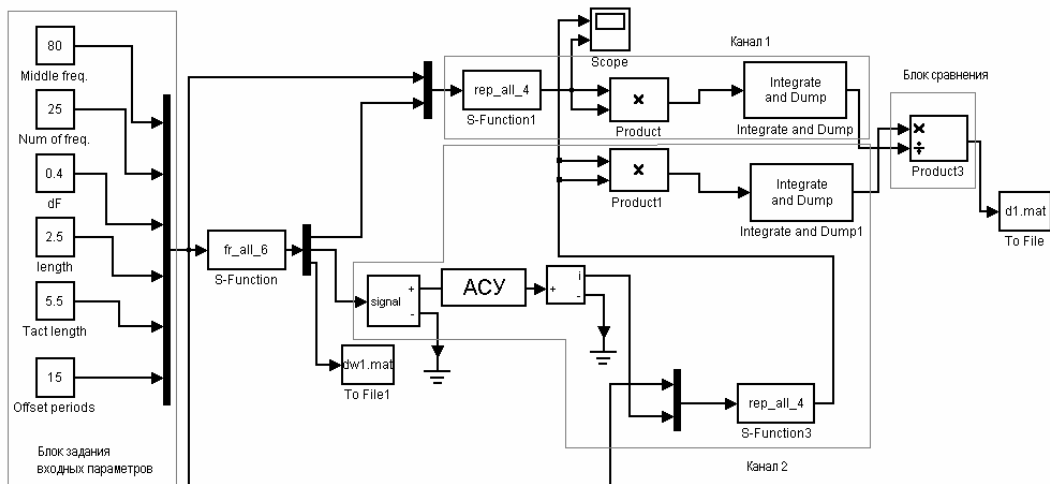 80
Middle freq.
25
Num of freq.
0.4
dF
2.5
length
5.5
Tact length
15
Offset periods
Блок задания
входных параметров
fr_all_6
S-Function
rep_all_4
S-Function1
Scope
Канал 1
×
Product
Integrate
and Dump
Integrate and Dump
Блок сравнения
×
÷
Product3
d1.mat
To File
×
Product1
Integrate
and Dump
Integrate and Dump1
signal
+
-
АСУ
+
i
-
dw1.mat
To File1
rep_all_4
S-Function3
Канал 2